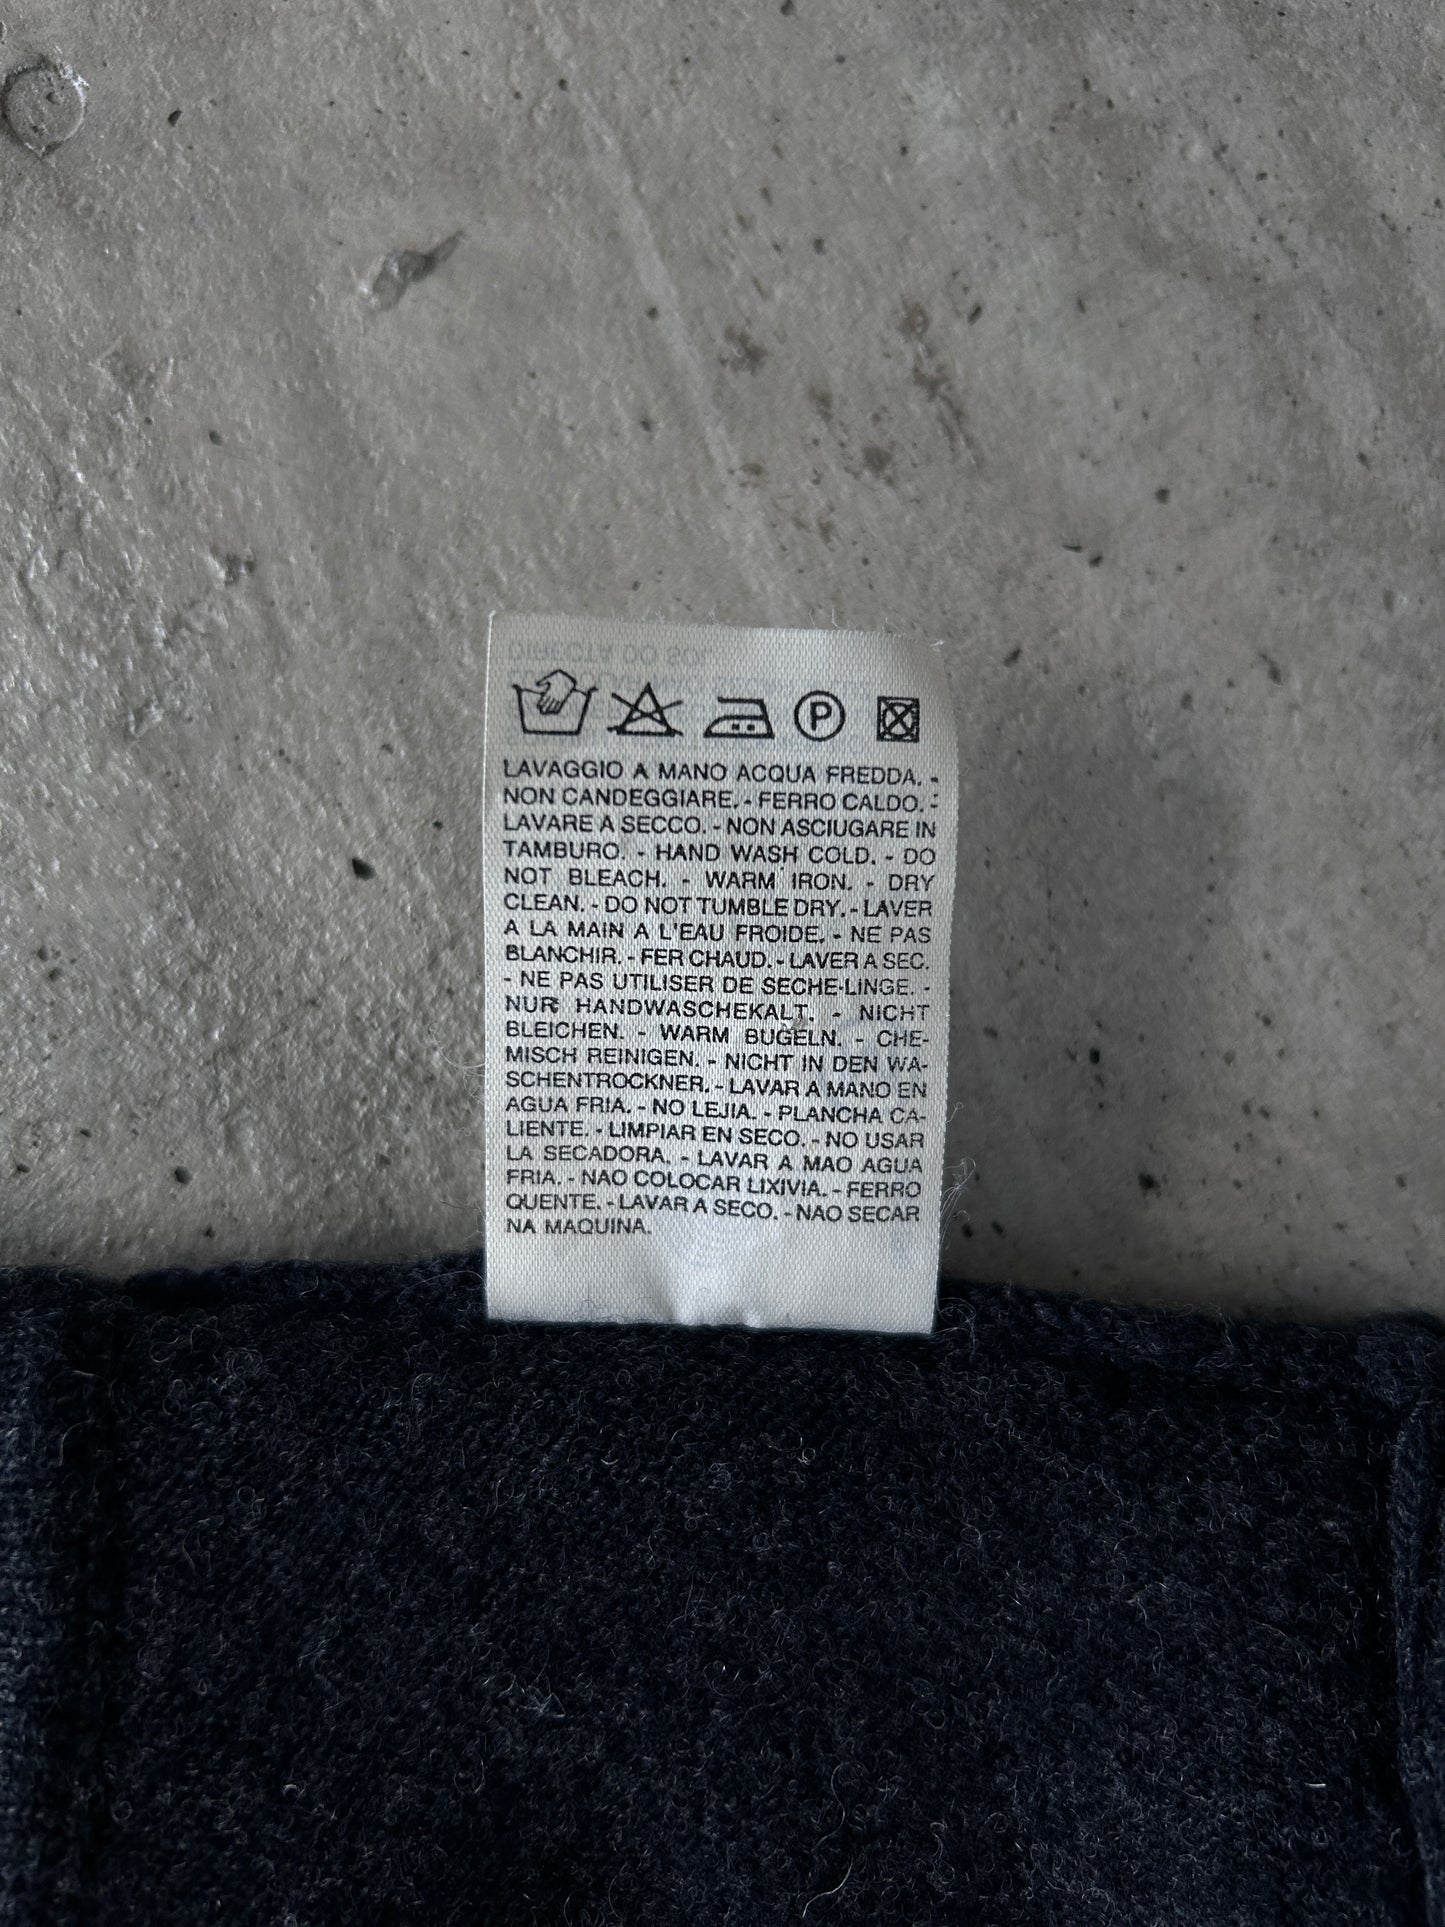 DIRECTA DO SOL
P
LAVAGGIO A MANO ACQUA FREDDA. -
NON CANDEGGIARE. - FERRO CALDO. -
LAVARE A SECCO. - NON ASCIUGARE IN
TAMBURO. - HAND WASH COLD. - DO
NOT BLEACH. - WARM IRON. - DRY
CLEAN. - DO NOT TUMBLE DRY. - LAVER
A LA MAIN A L'EAU FROIDE. - NE PAS
BLANCHIR. - FER CHAUD. - LAVER A SEC.
- NE PAS UTILISER DE SECHE-LINGE. -
NUR HANDWASCHEKALT. - NICHT
BLEICHEN. - WARM BUGELN. - CHE-
MISCH REINIGEN. - NICHT IN DEN WA-
SCHENTROCKNER. - LAVAR A MANO EN
AGUA FRIA. - NO LEJIA. - PLANCHA CA-
LIENTE. - LIMPIAR EN SECO. - NO USAR
LA SECADORA. - LAVAR A MAO AGUA
FRIA. - NAO COLOCAR LIXIVIA. - FERRO
QUENTE. - LAVAR A SECO. - NAO SECAR
NA MAQUINA.